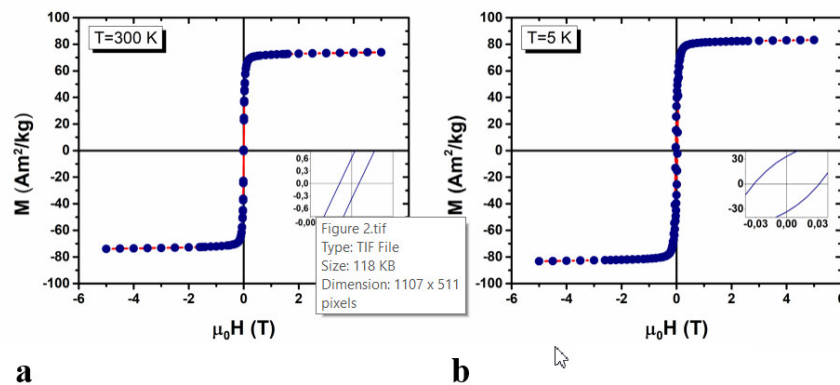 T=300 K
100
80
60
40
20
0
-20
-40
-60
-80
-100
M (Am²/kg)
-6 -4 -2 0 4
μ₀H (T)
0,6
0,3
0,0
-0,3
-0,6
-0,00
Figure 2.tif
Type: TIF File
Size: 118 KB
Dimension: 1107 x 511
pixels
a
T=5 K
100
80
60
40
20
0
-20
-40
-60
-80
-100
M (Am²/kg)
-6 -4 -2 0 2 4 6
μ₀H (T)
30
0
-30
-0,03 0,00 0,03
b